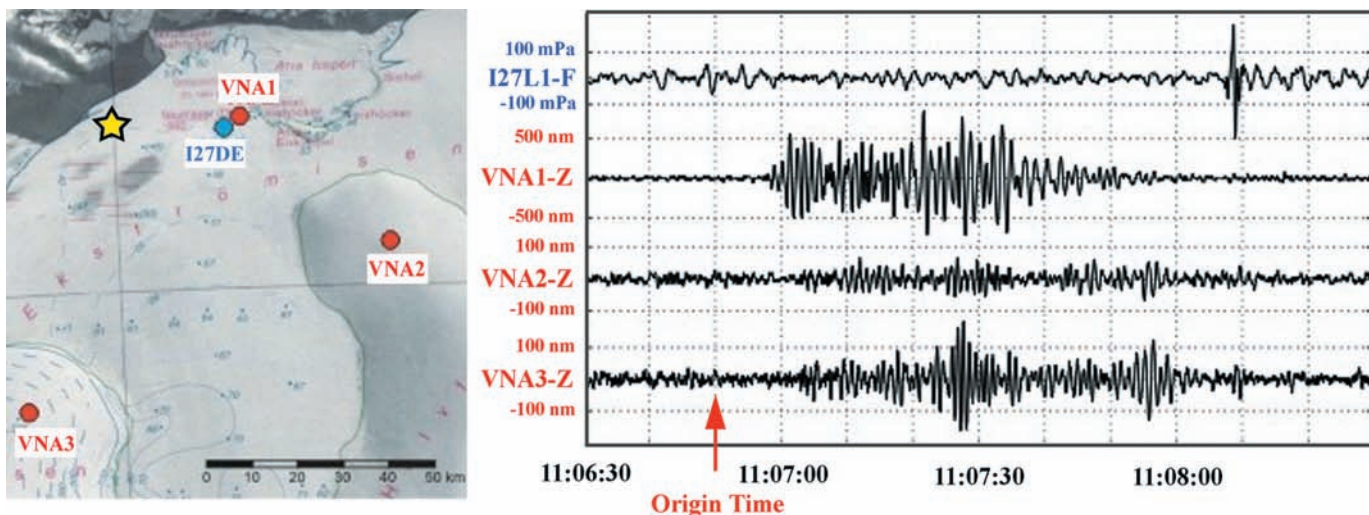 VNA1
I27DE
VNA2
VNA3
0 10 20 30 40 50 km
100 mPa
I27L1-F
-100 mPa
500 nm
VNA1-Z
-500 nm
100 nm
VNA2-Z
-100 nm
100 nm
VNA3-Z
-100 nm
11:06:30 11:07:00 11:07:30 11:08:00
Origin Time